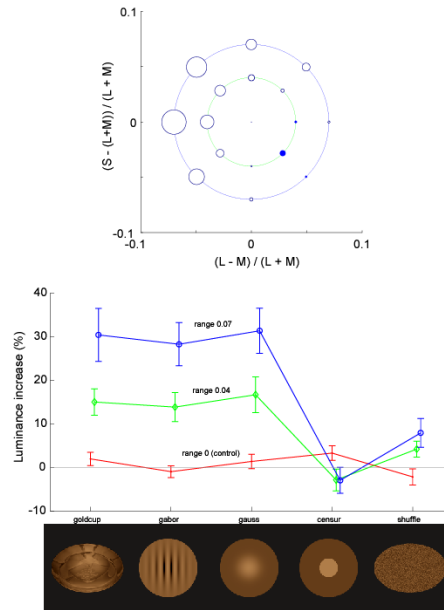 0.1
0
-0.1
(S - (L+M)) / (L + M)
-0.1 0 0.1
(L - M) / (L + M)
40
30
20
10
0
-10
Luminance increase (%)
range 0.07
range 0.04
range 0 (control)
goldcup gabor gauss censur shuffle